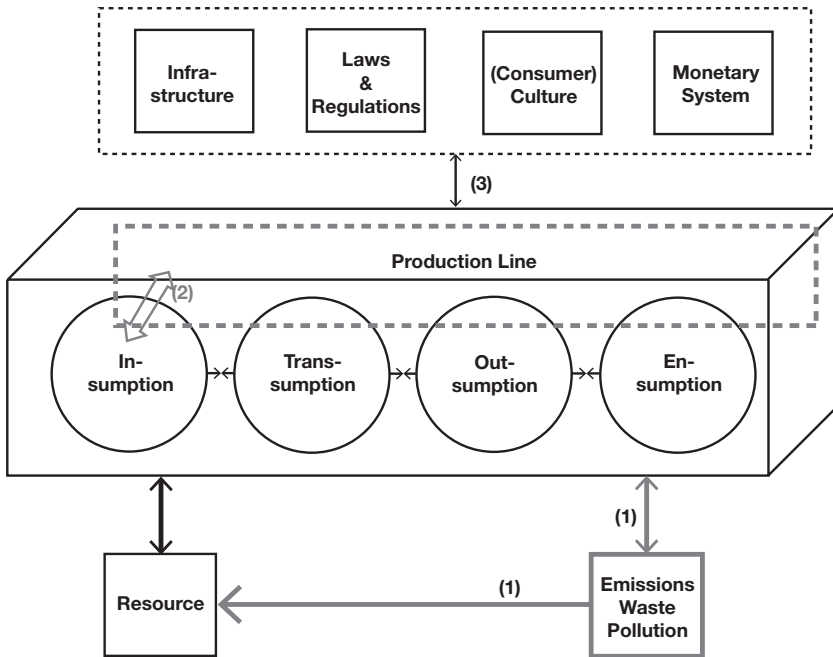 Infra-
structure
Laws
&
Regulations
(Consumer)
Culture
Monetary
System
(3)
Production Line
(2)
In-
sumption
Trans-
sumption
Out-
sumption
En-
sumption
(1)
(1)
Resource
Emissions
Waste
Pollution